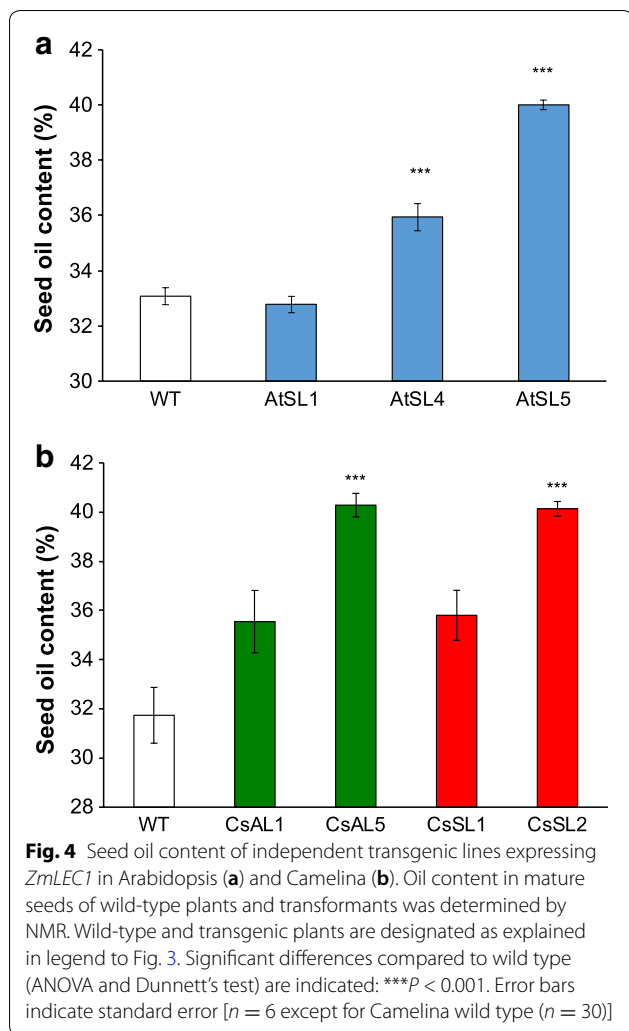 a
42
40
38
36
34
32
30
Seed oil content (%)
***
***
WT AtSL1 AtSL4 AtSL5
b
42
40
38
36
34
32
30
28
Seed oil content (%)
***
***
WT CsAL1 CsAL5 CsSL1 CsSL2
Fig. 4 Seed oil content of independent transgenic lines expressing
ZmLEC1 in Arabidopsis (a) and Camelina (b). Oil content in mature
seeds of wild-type plants and transformants was determined by
NMR. Wild-type and transgenic plants are designated as explained
in legend to Fig. 3. Significant differences compared to wild type
(ANOVA and Dunnett’s test) are indicated: ***P < 0.001. Error bars
indicate standard error [n = 6 except for Camelina wild type (n = 30)]